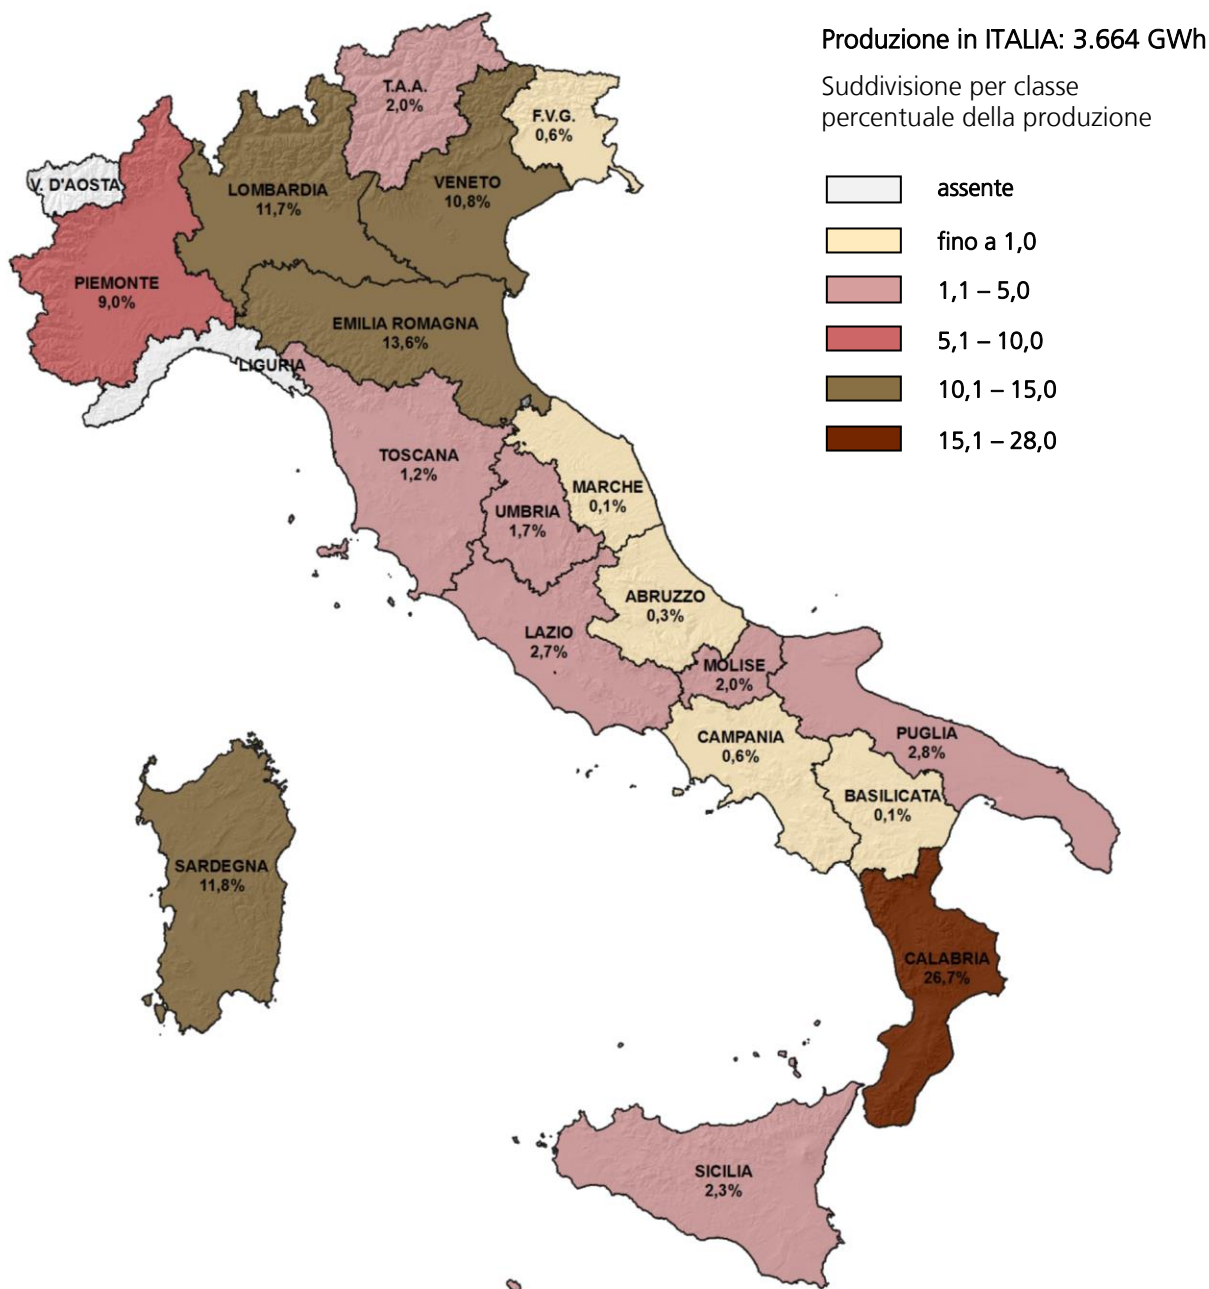 Produzione in ITALIA: 3.664 GWh
Suddivisione per classe
percentuale della produzione
assente
fino a 1,0
1,1 – 5,0
5,1 – 10,0
10,1 – 15,0
15,1 – 28,0
T.A.A.
2,0%
F.V.G.
0,6%
V. D'AOSTA
LOMBARDIA
11,7%
VENETO
10,8%
PIEMONTE
9,0%
EMILIA ROMAGNA
13,6%
LIGURIA
TOSCANA
1,2%
MARCHE
0,1%
UMBRIA
1,7%
ABRUZZO
0,3%
LAZIO
2,7%
MOLISE
2,0%
CAMPANIA
0,6%
PUGLIA
2,8%
BASILICATA
0,1%
SARDEGNA
11,8%
CALABRIA
26,7%
SICILIA
2,3%